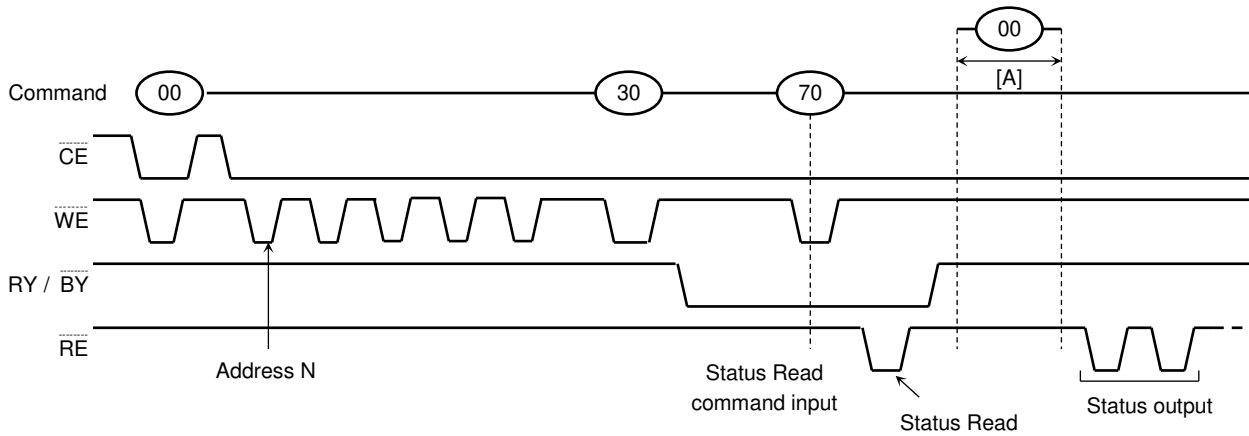 00
[A]
Command
00
30
70
CE
WE
RY / BY
RE
Address N
Status Read
command input
Status Read
Status output